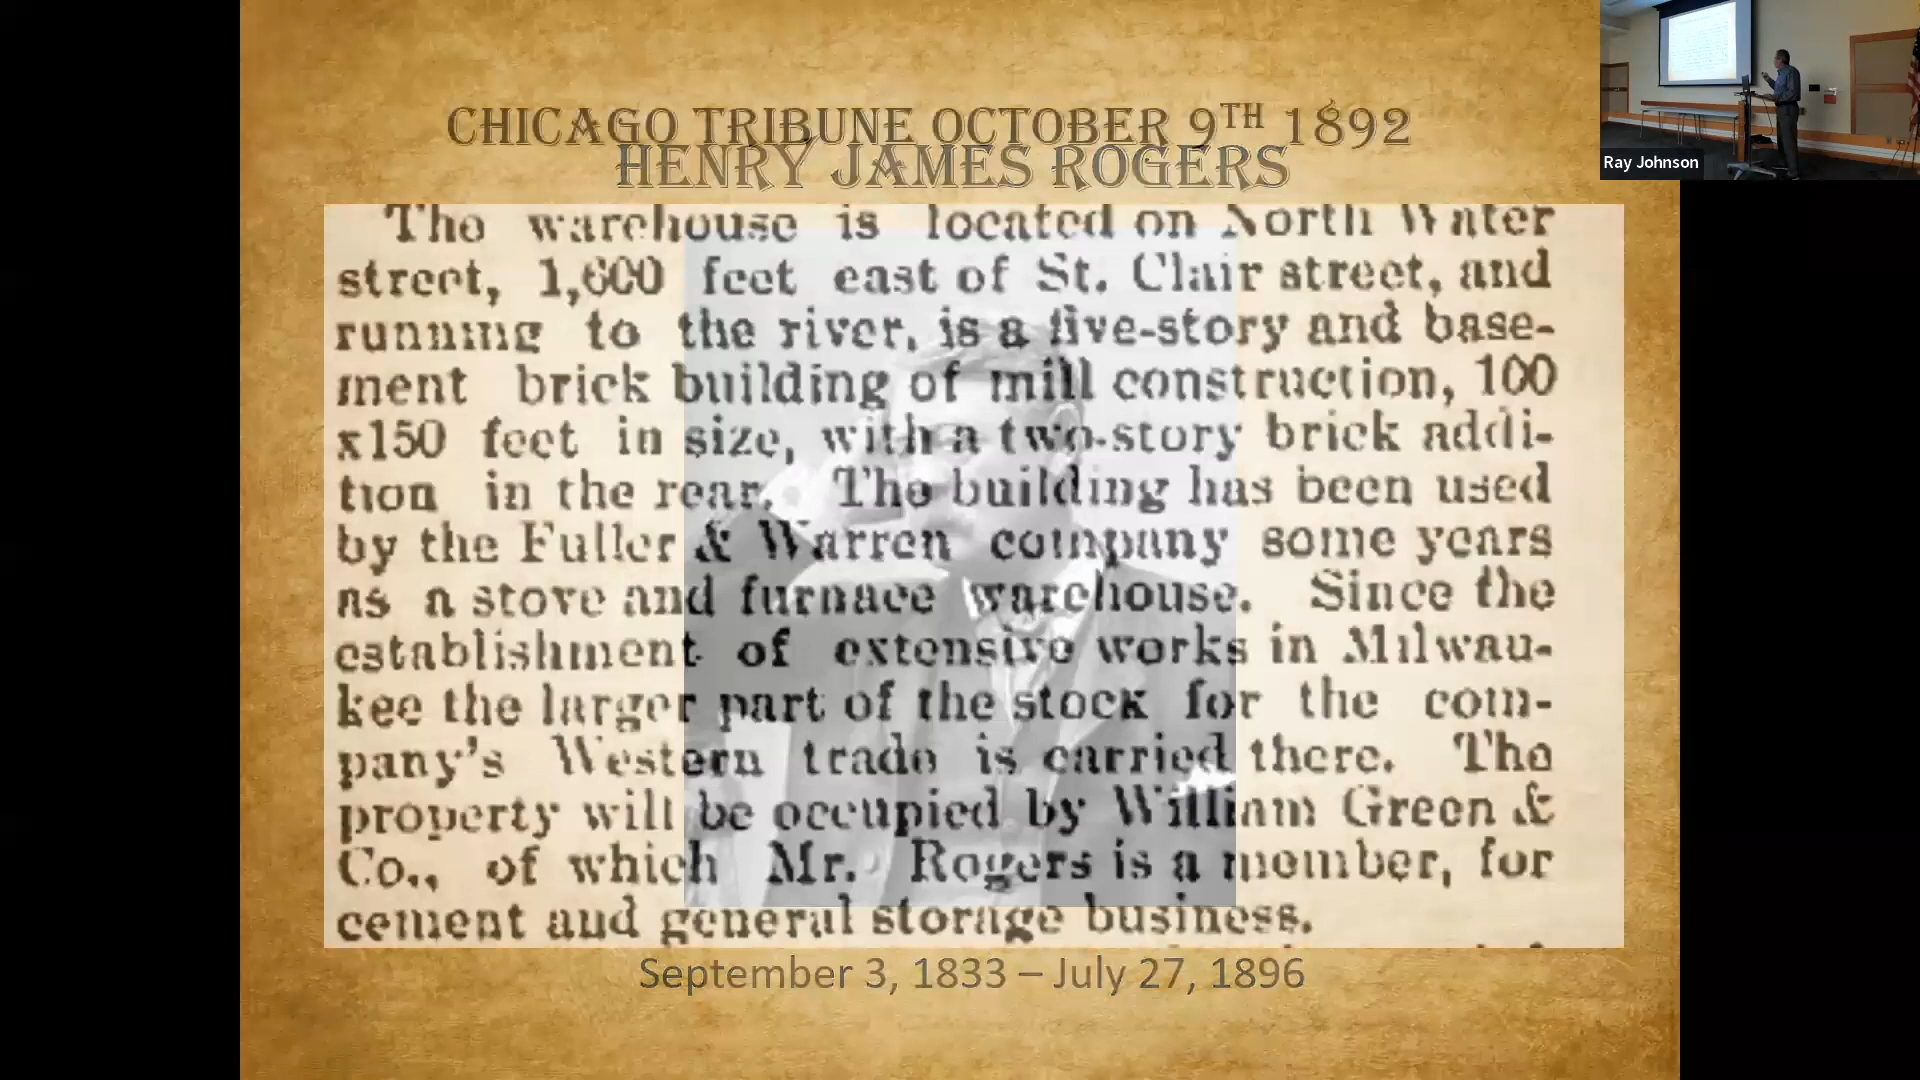 CHICAGO TRIBUNE OCTOBER 9TH 1892
HENRY JAMES ROGERS
The warehouse is located on North Water
street, 1,600 feet east of St. Clair street, and
running to the river, is a five-story and base-
ment brick building of mill construction, 100
x150 feet in size, with a two-story brick addi-
tion in the rear. The building has been used
by the Fuller & Warren company some years
as a stove and furnace warehouse. Since the
establishment of extensive works in Milwau-
kee the larger part of the stock for the com-
pany's Western trade is carried there. The
property will be occupied by William Green &
Co., of which Mr. Rogers is a member, for
cement and general storage business.
September 3, 1833 – July 27, 1896
Ray Johnson